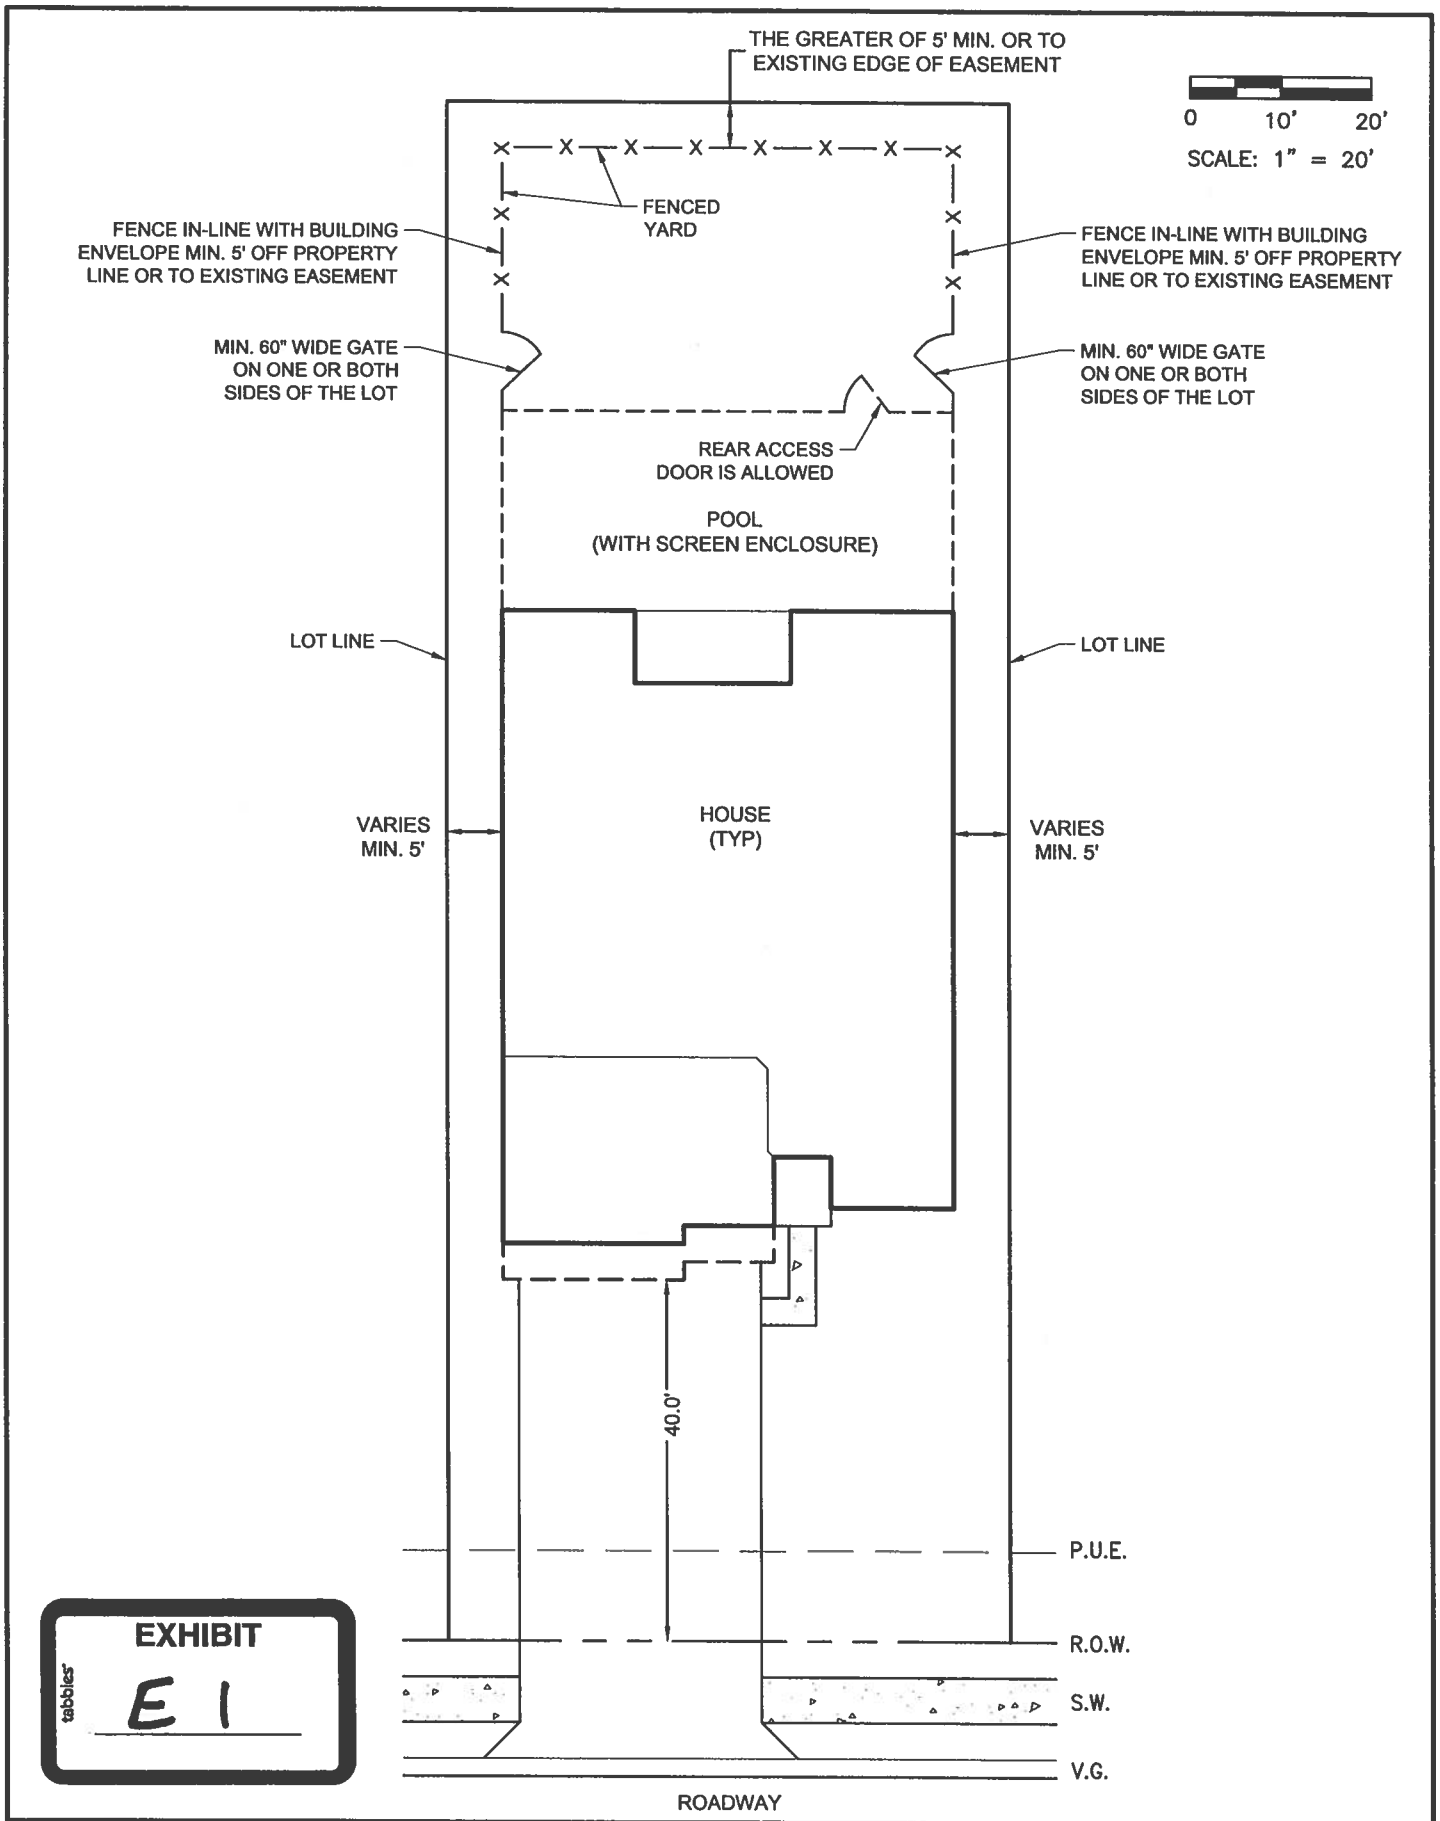 THE GREATER OF 5' MIN. OR TO
EXISTING EDGE OF EASEMENT
0 10' 20'
SCALE: 1" = 20'
X X X X X X X X
FENCED
YARD
X X
X X
FENCE IN-LINE WITH BUILDING
ENVELOPE MIN. 5' OFF PROPERTY
LINE OR TO EXISTING EASEMENT
FENCE IN-LINE WITH BUILDING
ENVELOPE MIN. 5' OFF PROPERTY
LINE OR TO EXISTING EASEMENT
MIN. 60" WIDE GATE
ON ONE OR BOTH
SIDES OF THE LOT
MIN. 60" WIDE GATE
ON ONE OR BOTH
SIDES OF THE LOT
REAR ACCESS
DOOR IS ALLOWED
POOL
(WITH SCREEN ENCLOSURE)
LOT LINE
LOT LINE
VARIES
MIN. 5'
HOUSE
(TYP)
VARIES
MIN. 5'
40.0'
P.U.E.
R.O.W.
S.W.
V.G.
ROADWAY
EXHIBIT
tabbies'
E 1